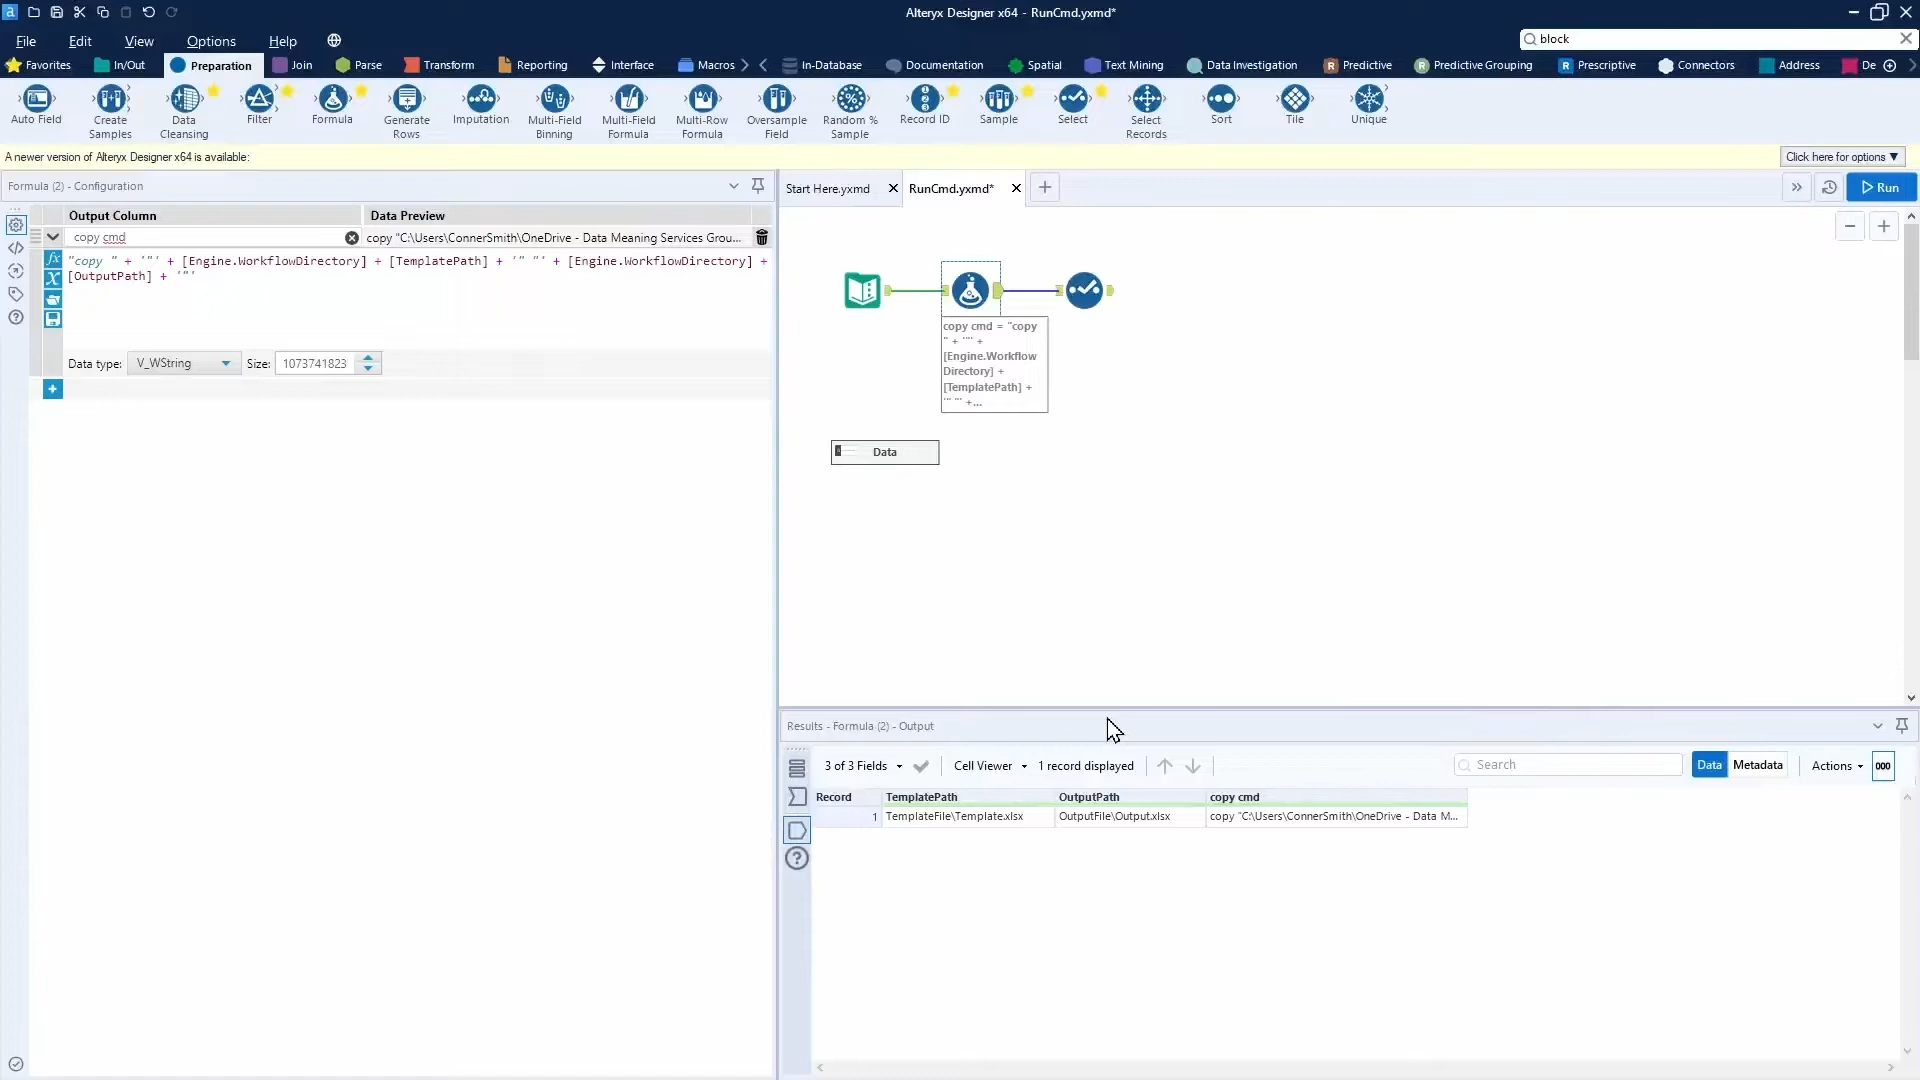 Alteryx Designer x64 - RunCmd.yxmd*
File Edit View Options Help
block
Favorites In/Out Preparation Join Parse Transform Reporting Interface Macros In-Database Documentation Spatial Text Mining Data Investigation Predictive Predictive Grouping Prescriptive Connectors Address De
Auto Field
Create
Samples
Data
Cleansing
Filter
Formula
Generate
Rows
Imputation
Multi-Field
Binning
Multi-Field
Formula
Multi-Row
Formula
Oversample
Field
Random %
Sample
Record ID
Sample
Select
Select
Records
Sort
Tile
Unique
A newer version of Alteryx Designer x64 is available:
Click here for options ▼
Formula (2) - Configuration
Output Column Data Preview
copy cmd copy "C:\Users\ConnerSmith\OneDrive - Data Meaning Services Grou...
"copy " + '"' + [Engine.WorkflowDirectory] + [TemplatePath] + '" "' + [Engine.WorkflowDirectory] +
[OutputPath] + '"'
Data type: V_WString Size: 1073741823
Start Here.yxmd RunCmd.yxmd*
Run
copy cmd = "copy
" + '"' +
[Engine.Workflow
Directory] +
[TemplatePath] +
'" "' +...
Data
Results - Formula (2) - Output
3 of 3 Fields Cell Viewer 1 record displayed Search Data Metadata Actions 000
Record TemplatePath OutputPath copy cmd
1 TemplateFile\Template.xlsx OutputFile\Output.xlsx copy "C:\Users\ConnerSmith\OneDrive - Data M...